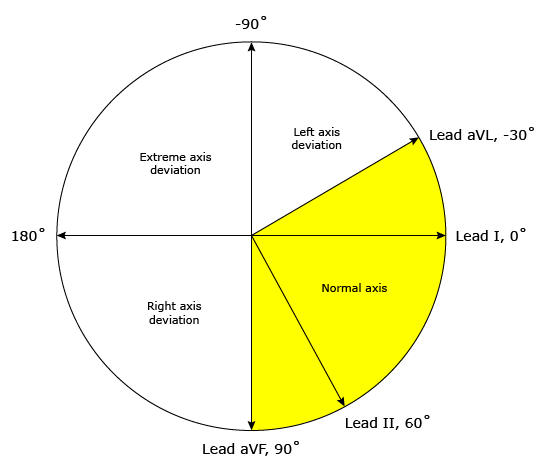 -90˚
Left axis
deviation
Lead aVL, -30˚
Extreme axis
deviation
180˚
Lead I, 0˚
Normal axis
Right axis
deviation
Lead II, 60˚
Lead aVF, 90˚